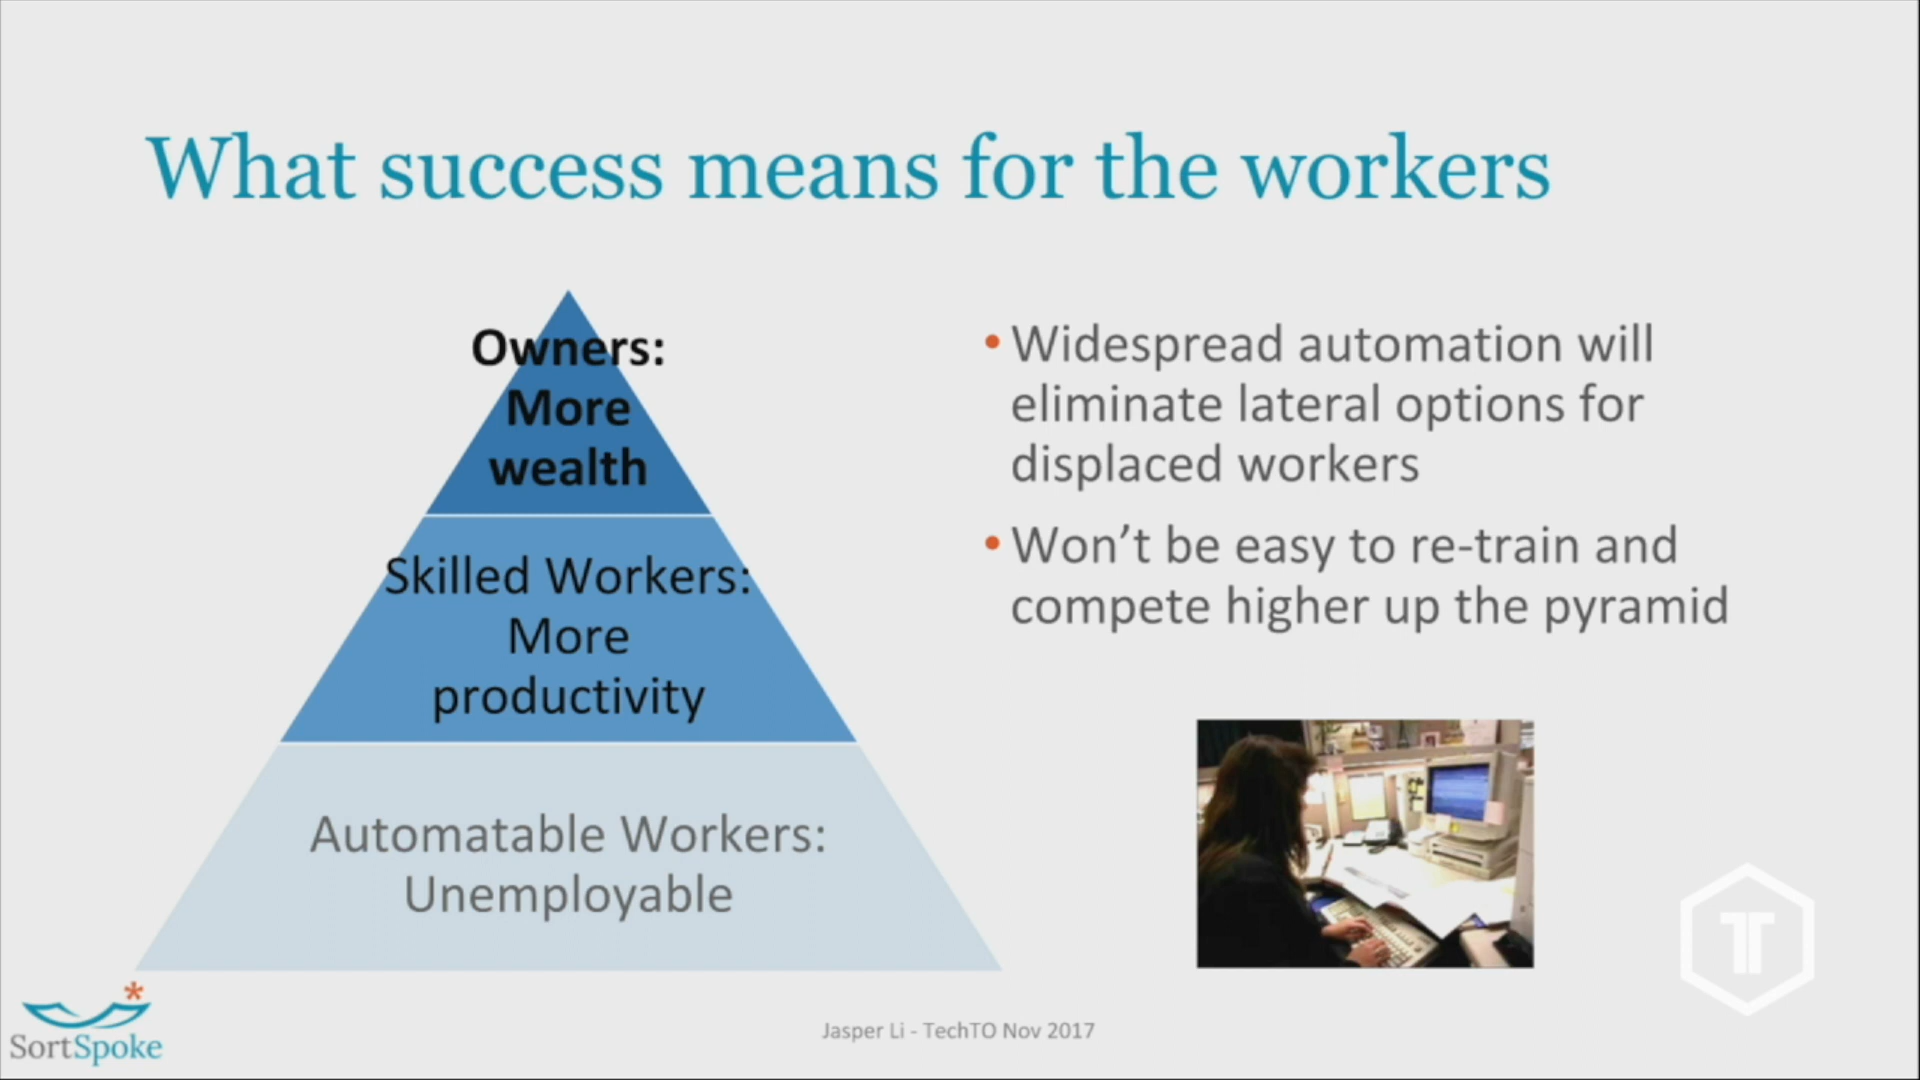 What success means for the workers
Owners:
More
wealth
Skilled Workers:
More
productivity
Automatable Workers:
Unemployable
• Widespread automation will
eliminate lateral options for
displaced workers
• Won’t be easy to re-train and
compete higher up the pyramid
SortSpoke
Jasper Li - TechTO Nov 2017